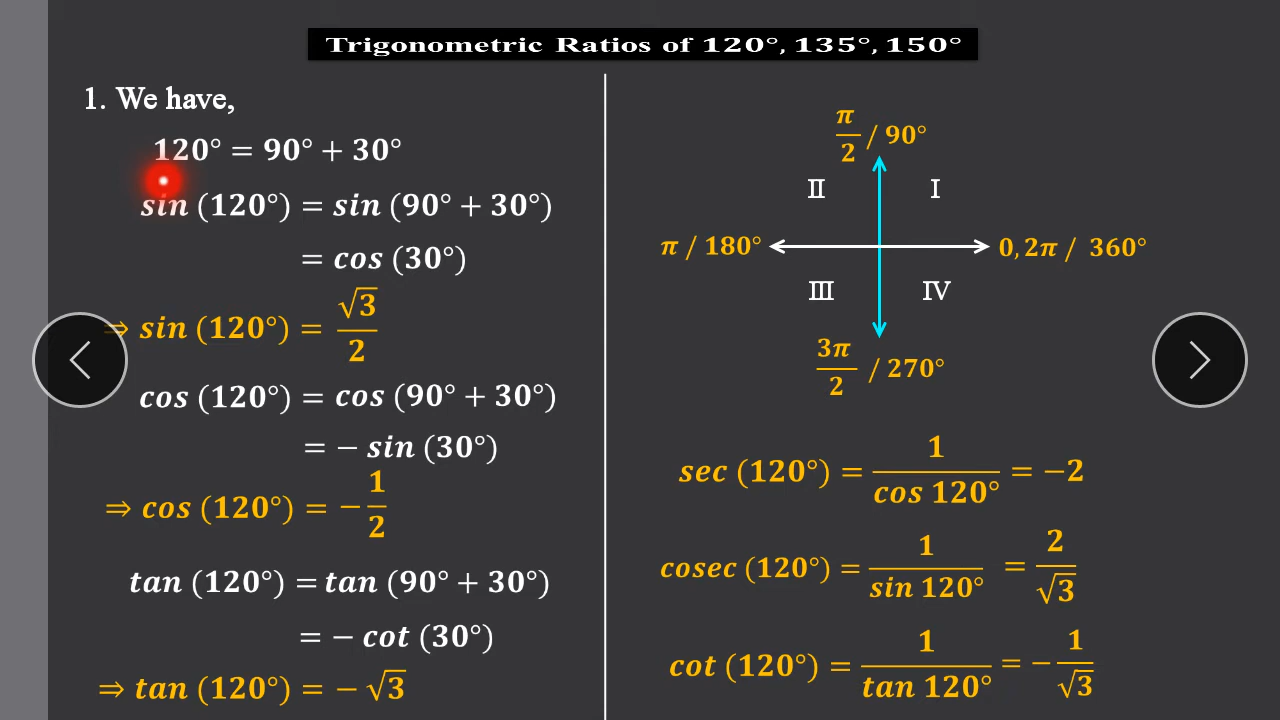 Trigonometric Ratios of 120°, 135°, 150°
1. We have,
120° = 90° + 30°
sin (120°) = sin (90° + 30°)
= cos (30°)
⇒ sin (120°) = √3/2
cos (120°) = cos (90° + 30°)
= − sin (30°)
⇒ cos (120°) = −1/2
tan (120°) = tan (90° + 30°)
= − cot (30°)
⇒ tan (120°) = − √3
π/2 / 90°
II I
π / 180° 0, 2π / 360°
III IV
3π/2 / 270°
sec (120°) = 1/cos 120° = −2
cosec (120°) = 1/sin 120° = 2/√3
cot (120°) = 1/tan 120° = −1/√3